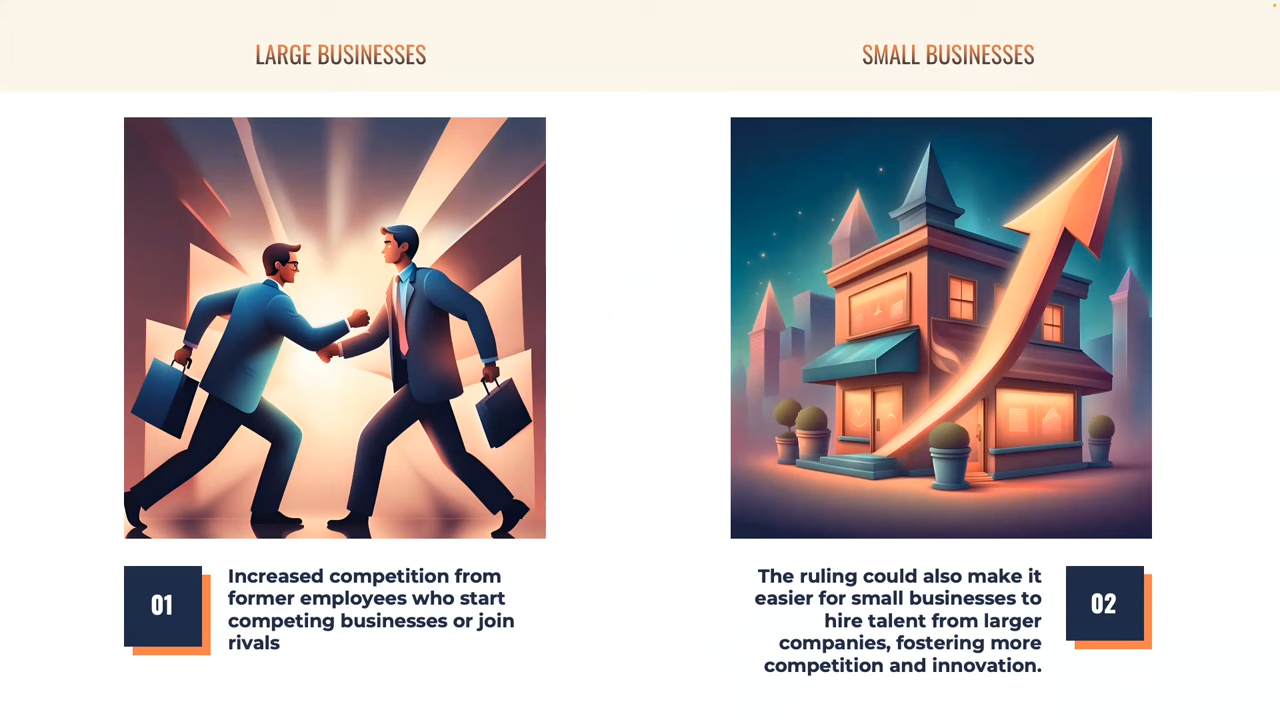 LARGE BUSINESSES
SMALL BUSINESSES
01
Increased competition from
former employees who start
competing businesses or join
rivals
The ruling could also make it
easier for small businesses to
hire talent from larger
companies, fostering more
competition and innovation.
02